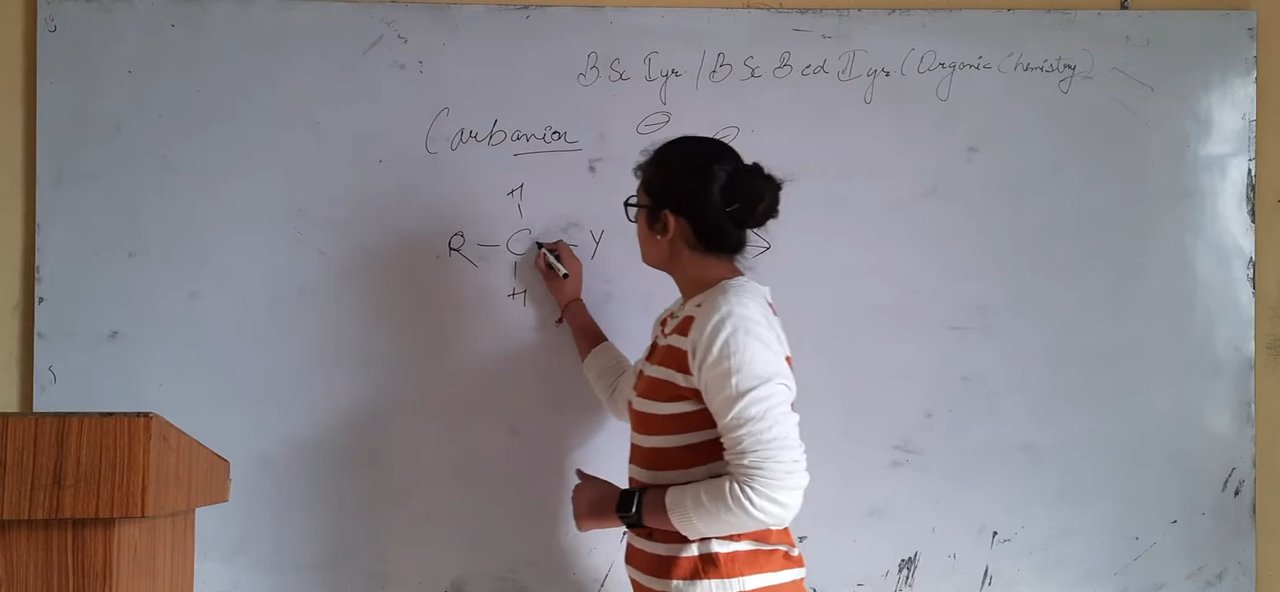 B.Sc I yr. / B.Sc. B ed II yr. (Organic Chemistry)
Carbanion ⊖
H
R – C – Y
H